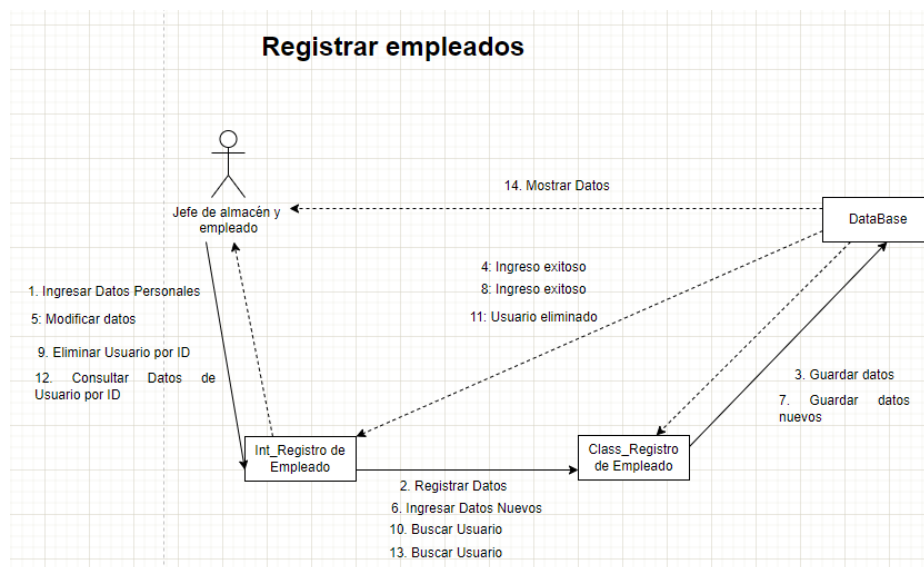 Registrar empleados
14. Mostrar Datos
Jefe de almacén y
empleado
DataBase
4: Ingreso exitoso
8: Ingreso exitoso
11: Usuario eliminado
1. Ingresar Datos Personales
5: Modificar datos
9. Eliminar Usuario por ID
12. Consultar Datos de
Usuario por ID
3. Guardar datos
7. Guardar datos
nuevos
Int_Registro de
Empleado
Class_Registro
de Empleado
2. Registrar Datos
6. Ingresar Datos Nuevos
10. Buscar Usuario
13. Buscar Usuario